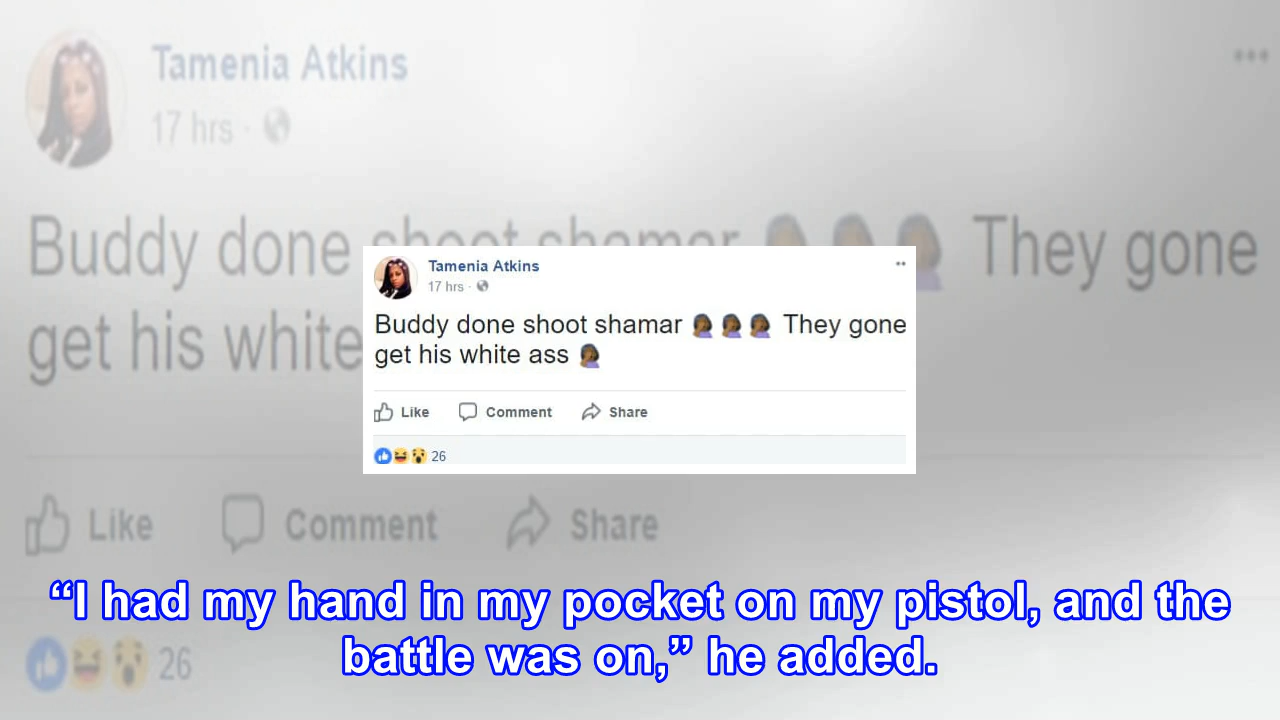 Tamenia Atkins
17 hrs
Buddy done shoot shamar They gone
get his white
Like Comment Share
26
Tamenia Atkins
17 hrs
Buddy done shoot shamar 🤦🏾‍♀️🤦🏾‍♀️🤦🏾‍♀️ They gone
get his white ass 🤦🏾‍♀️
Like Comment Share
26
“I had my hand in my pocket on my pistol, and the
battle was on,” he added.